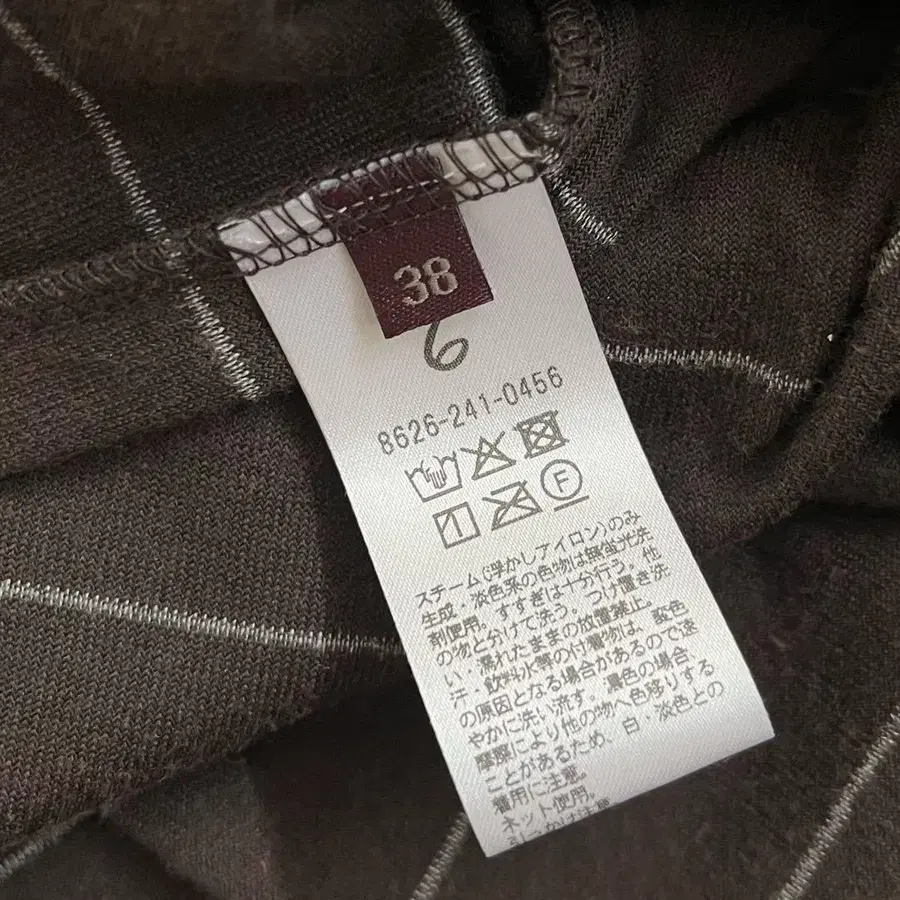 38
6
8626-241-0456
F
スチーム(浮かしアイロン)のみ
生成・淡色系の色物は無蛍光洗
剤使用。すすぎは十分行う。他
の物と分けて洗う。つけ置き洗
い・濡れたままの放置禁止。
汗・飲料水等の付着物は、変色
の原因となる場合があるので速
やかに洗い流す。濃色の場合、
摩擦により他の物へ色移りする
ことがあるため、白・淡色との
着用に注意。
ネット使用。
引っかけ注意